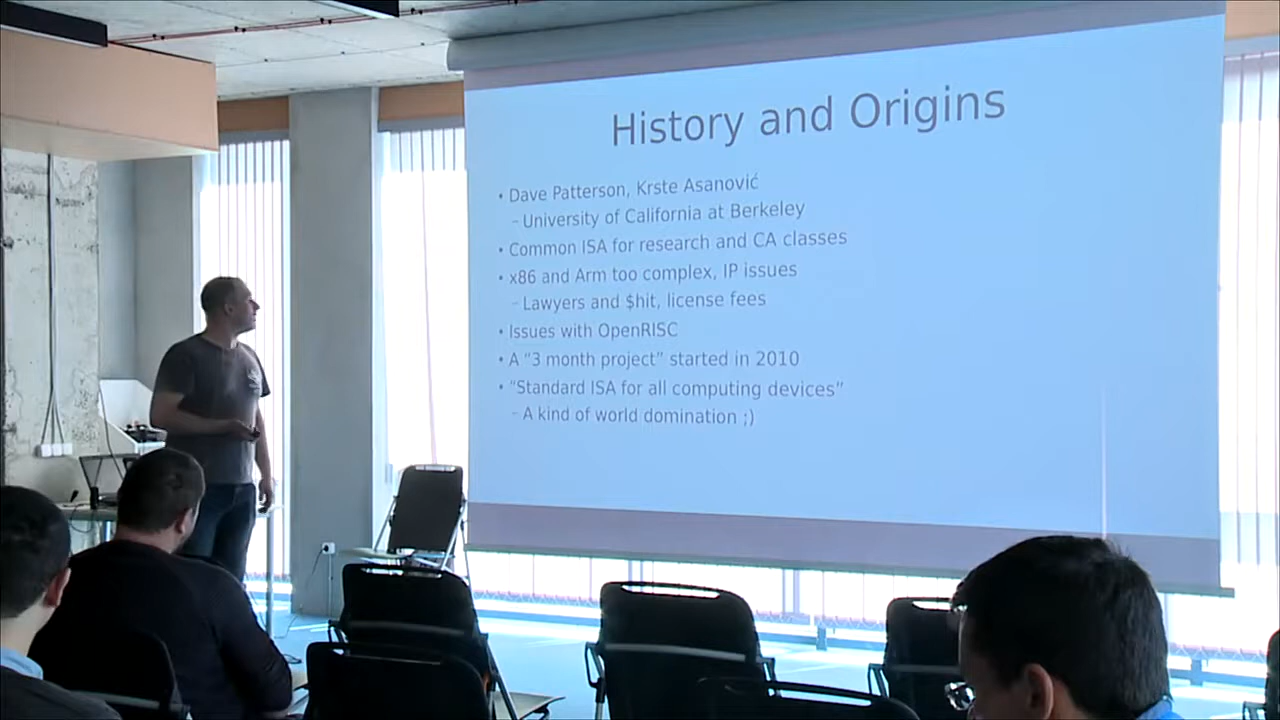 History and Origins
• Dave Patterson, Krste Asanović
– University of California at Berkeley
• Common ISA for research and CA classes
• x86 and Arm too complex, IP issues
– Lawyers and $hit, license fees
• Issues with OpenRISC
• A “3 month project” started in 2010
• “Standard ISA for all computing devices”
– A kind of world domination ;)